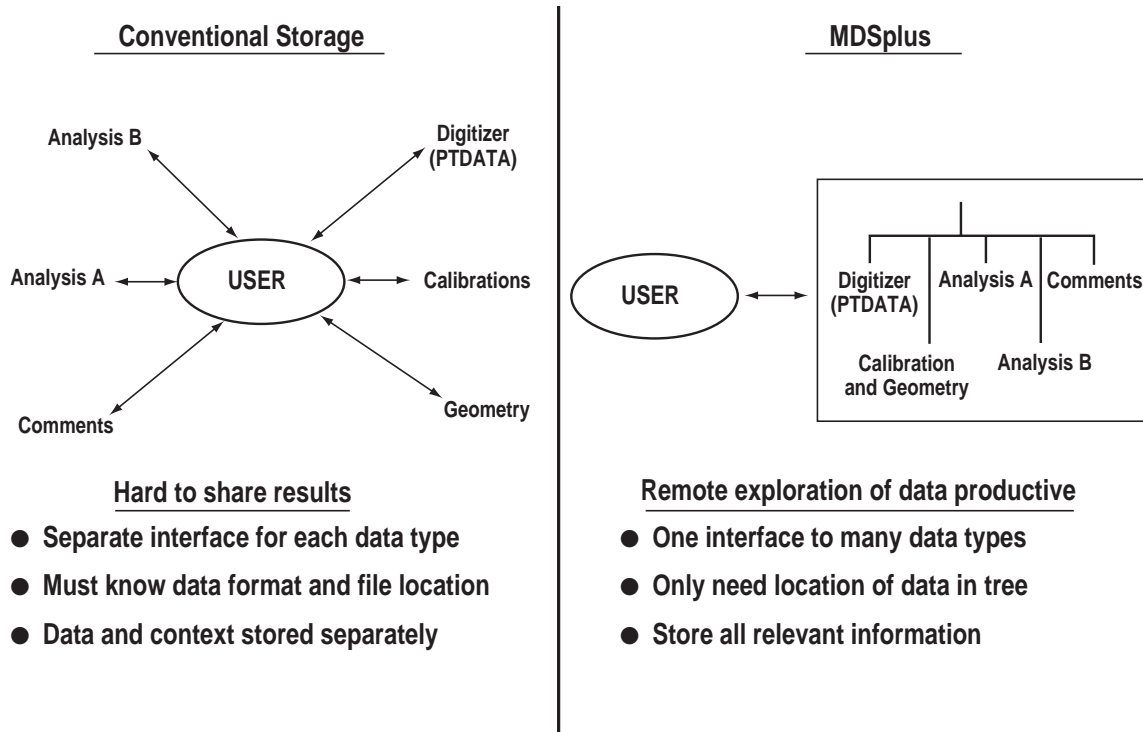 Conventional Storage
Analysis B
Digitizer
(PTDATA)
Analysis A
USER
Calibrations
Comments
Geometry
Hard to share results
● Separate interface for each data type
● Must know data format and file location
● Data and context stored separately
MDSplus
USER
Digitizer
(PTDATA)
Analysis A
Comments
Calibration
and Geometry
Analysis B
Remote exploration of data productive
● One interface to many data types
● Only need location of data in tree
● Store all relevant information